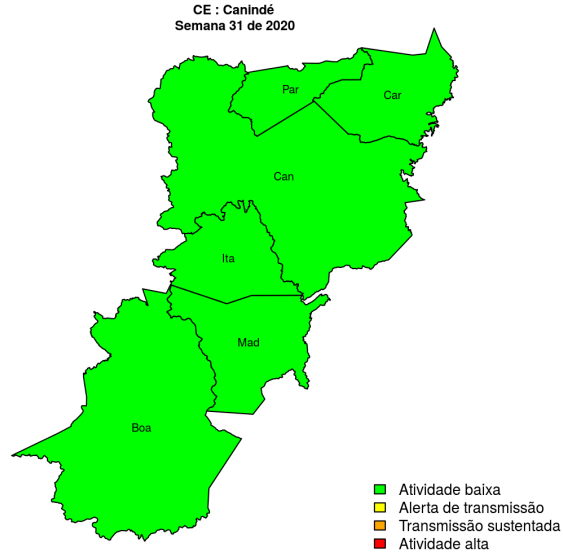 CE : Canindé
Semana 31 de 2020
Par
Car
Can
Ita
Mad
Boa
Atividade baixa
Alerta de transmissão
Transmissão sustentada
Atividade alta